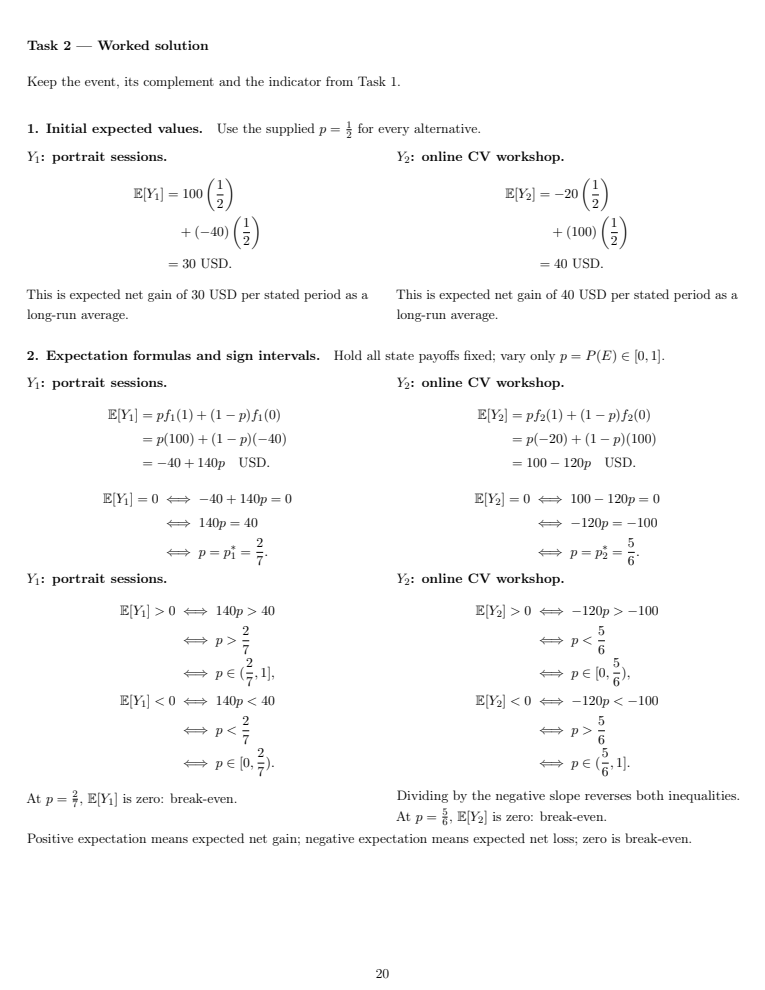 Task 2 — Worked solution
Keep the event, its complement and the indicator from Task 1.
1. Initial expected values. Use the supplied p = 1/2 for every alternative.
Y₁: portrait sessions.
𝔼[Y₁] = 100 (1/2)
+ (−40) (1/2)
= 30 USD.
This is expected net gain of 30 USD per stated period as a
long-run average.
Y₂: online CV workshop.
𝔼[Y₂] = −20 (1/2)
+ (100) (1/2)
= 40 USD.
This is expected net gain of 40 USD per stated period as a
long-run average.
2. Expectation formulas and sign intervals. Hold all state payoffs fixed; vary only p = P(E) ∈ [0, 1].
Y₁: portrait sessions.
𝔼[Y₁] = pf₁(1) + (1 − p)f₁(0)
= p(100) + (1 − p)(−40)
= −40 + 140p USD.
𝔼[Y₁] = 0 ⟺ −40 + 140p = 0
⟺ 140p = 40
⟺ p = p₁* = 2/7.
Y₂: online CV workshop.
𝔼[Y₂] = pf₂(1) + (1 − p)f₂(0)
= p(−20) + (1 − p)(100)
= 100 − 120p USD.
𝔼[Y₂] = 0 ⟺ 100 − 120p = 0
⟺ −120p = −100
⟺ p = p₂* = 5/6.
Y₁: portrait sessions.
𝔼[Y₁] > 0 ⟺ 140p > 40
⟺ p > 2/7
⟺ p ∈ (2/7, 1],
𝔼[Y₁] < 0 ⟺ 140p < 40
⟺ p < 2/7
⟺ p ∈ [0, 2/7).
At p = 2/7, 𝔼[Y₁] is zero: break-even.
Y₂: online CV workshop.
𝔼[Y₂] > 0 ⟺ −120p > −100
⟺ p < 5/6
⟺ p ∈ [0, 5/6),
𝔼[Y₂] < 0 ⟺ −120p < −100
⟺ p > 5/6
⟺ p ∈ (5/6, 1].
Dividing by the negative slope reverses both inequalities.
At p = 5/6, 𝔼[Y₂] is zero: break-even.
Positive expectation means expected net gain; negative expectation means expected net loss; zero is break-even.
20